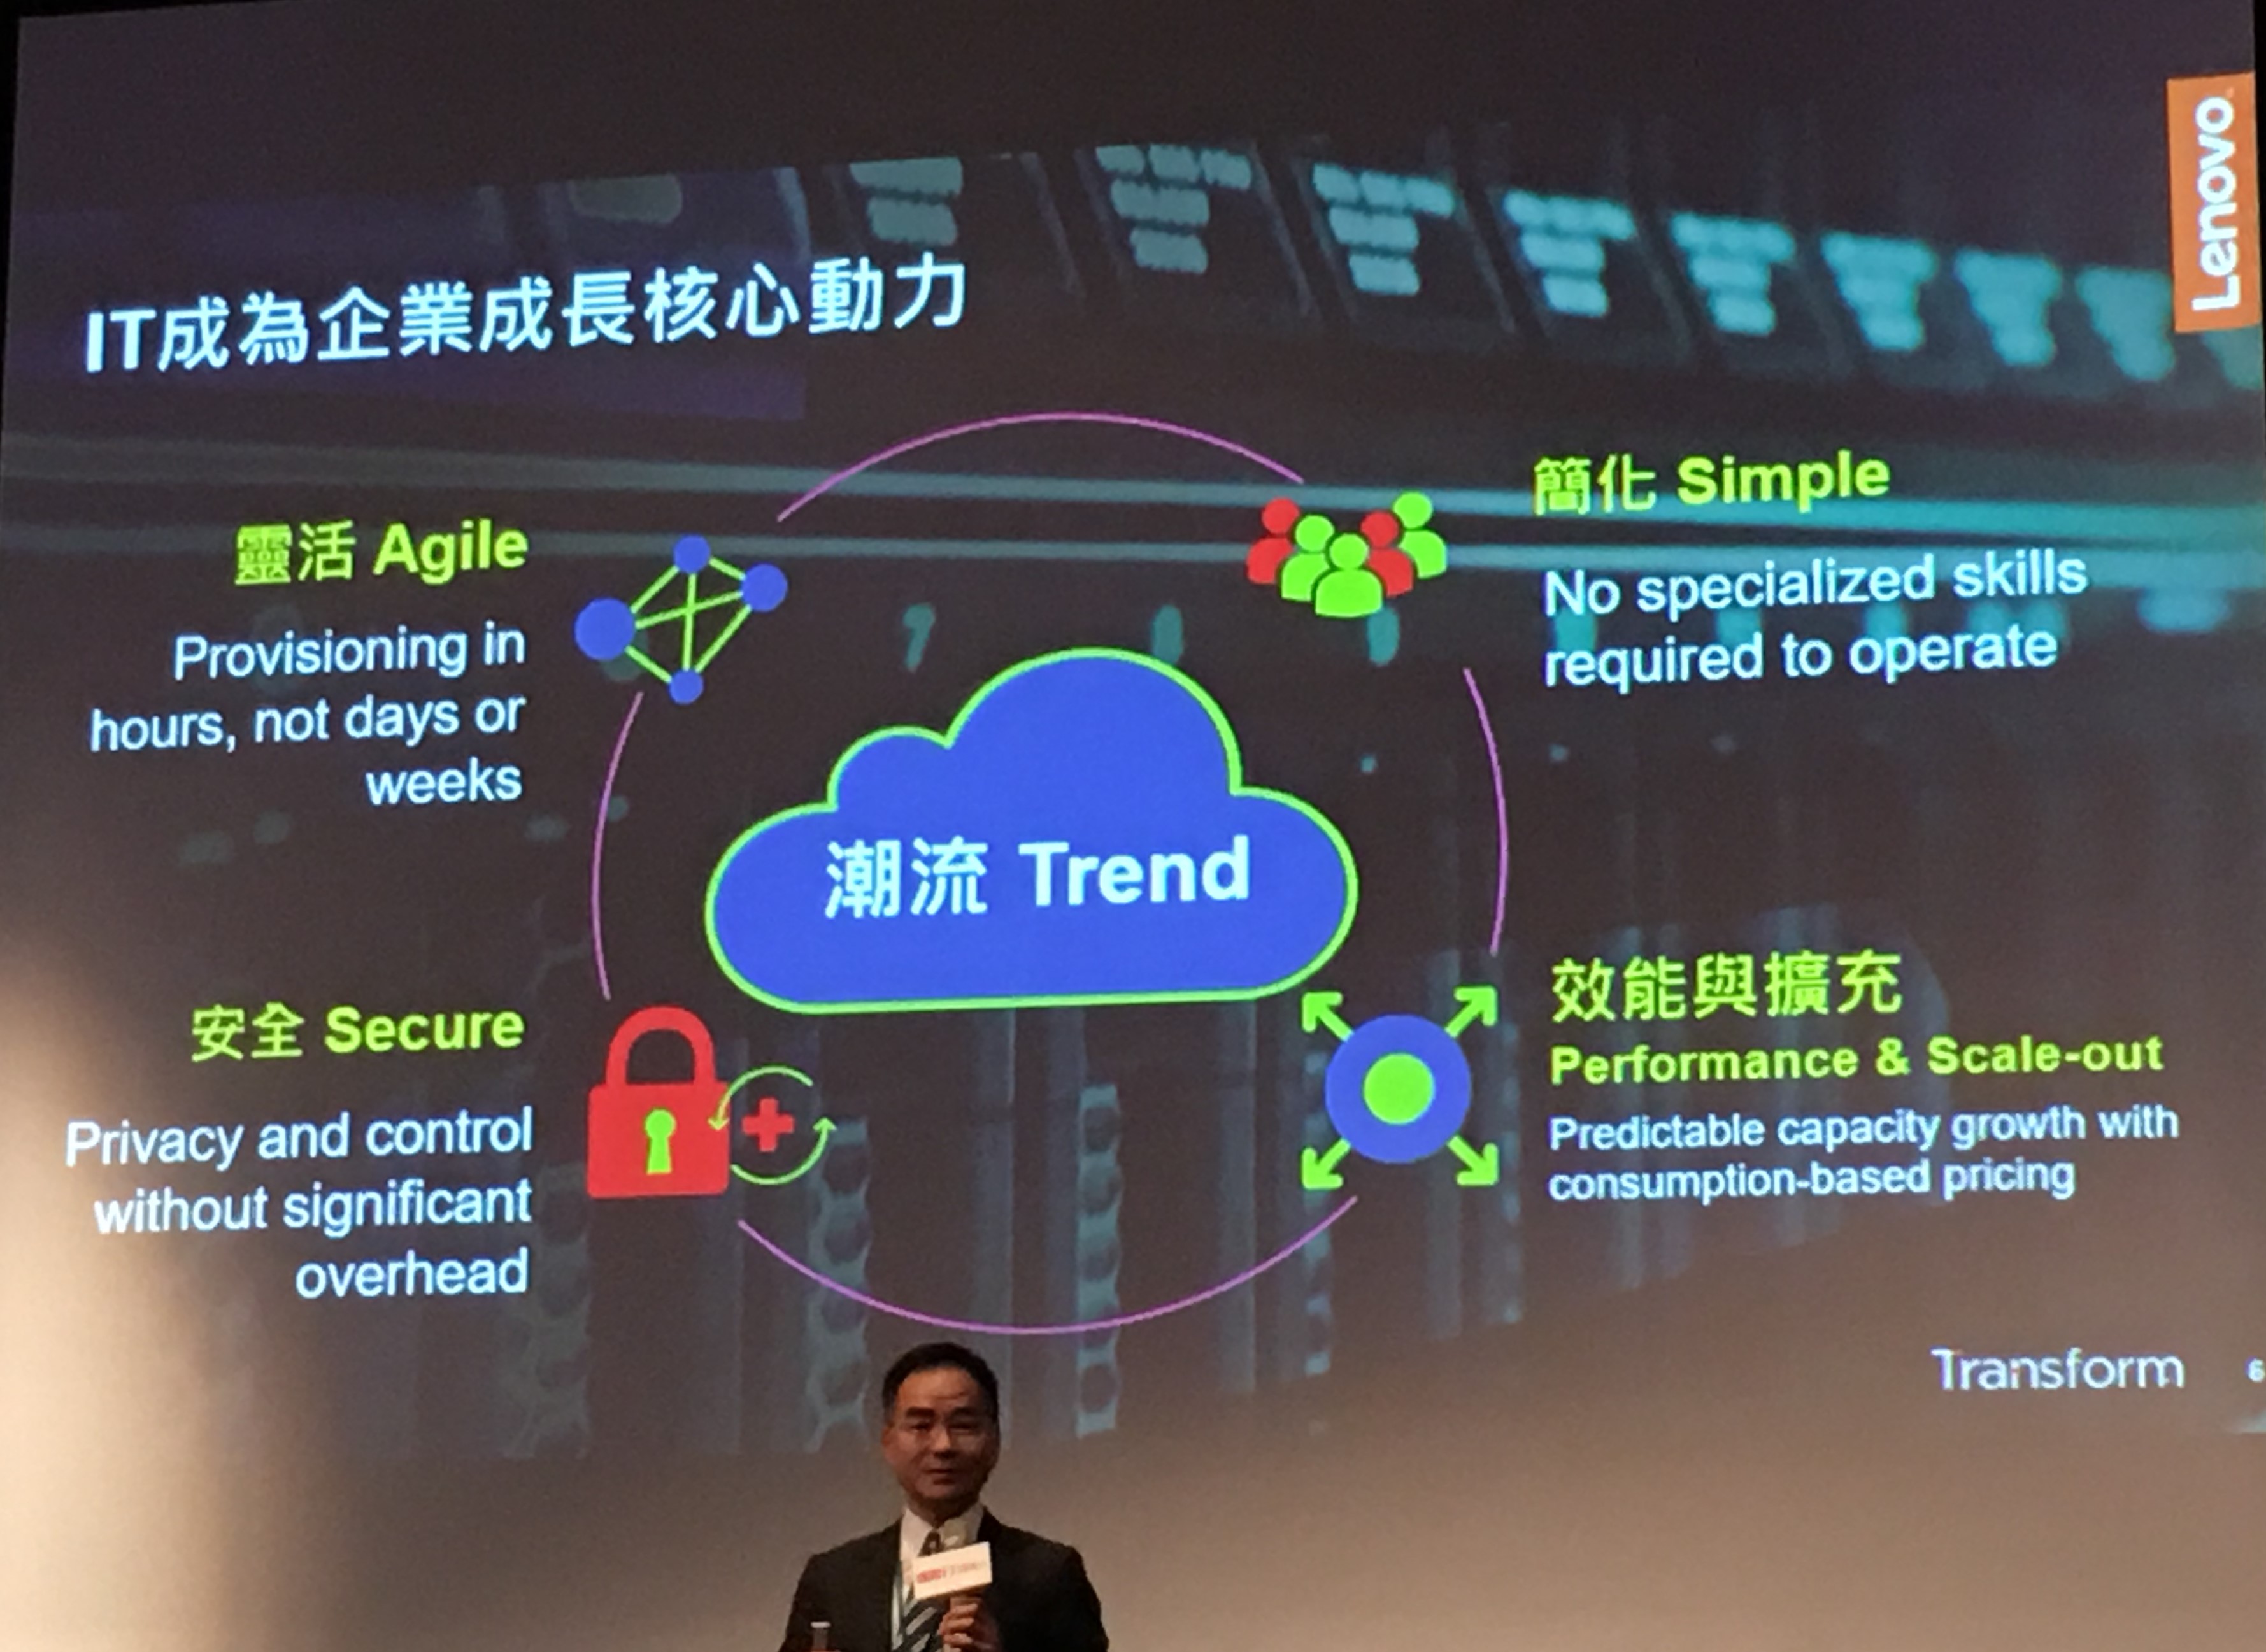 Lenovo
IT成為企業成長核心動力
靈活 Agile
Provisioning in
hours, not days or
weeks
簡化 Simple
No specialized skills
required to operate
潮流 Trend
安全 Secure
Privacy and control
without significant
overhead
效能與擴充
Performance & Scale-out
Predictable capacity growth with
consumption-based pricing
Transform
6